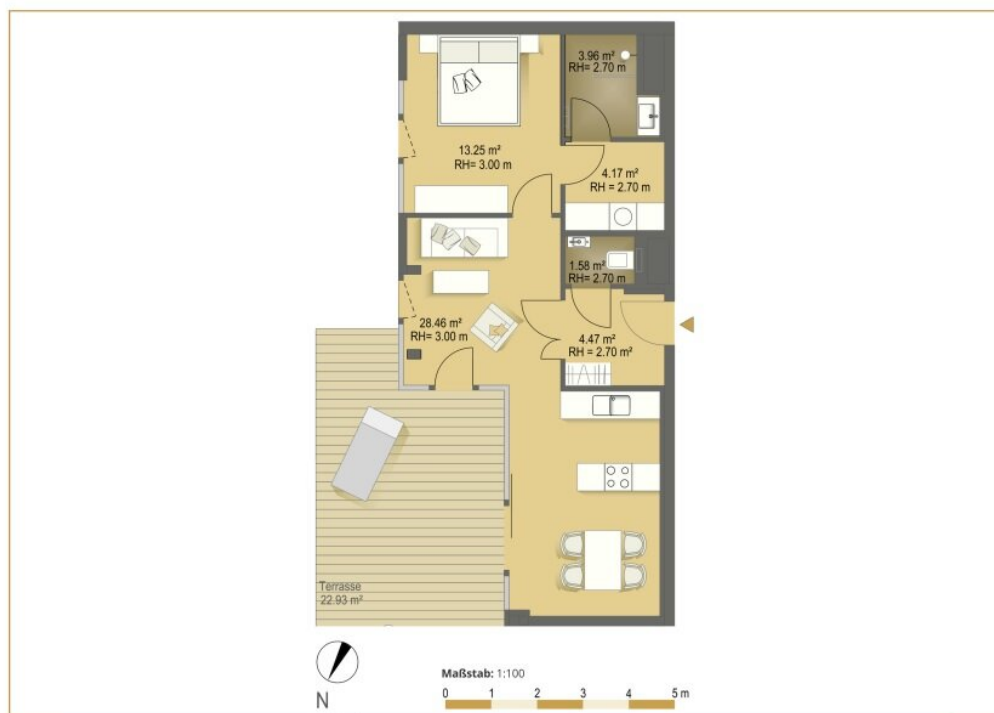 3.96 m²
RH= 2.70 m
13.25 m²
RH= 3.00 m
4.17 m²
RH = 2.70 m
1.58 m²
RH= 2.70 m
28.46 m²
RH= 3.00 m
4.47 m²
RH = 2.70 m²
Terrasse
22.93 m²
N
Maßstab: 1:100
0 1 2 3 4 5 m